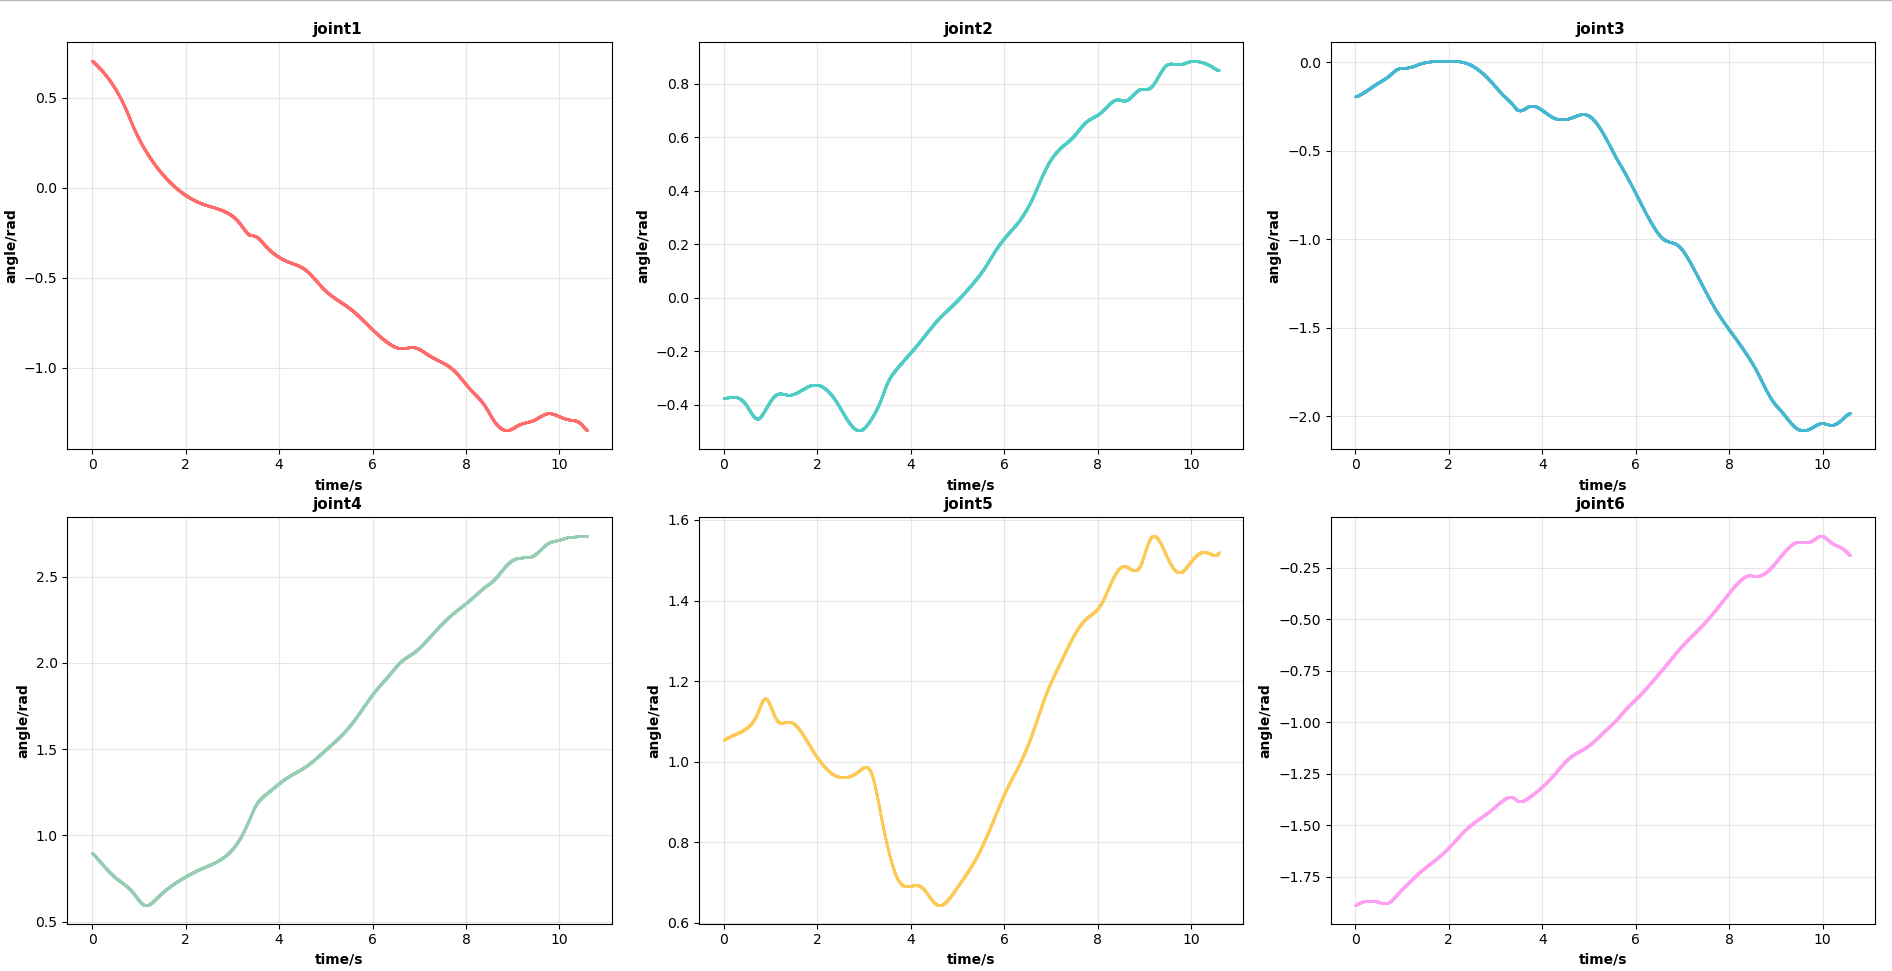 joint1
angle/rad
0.5
0.0
−0.5
−1.0
0 2 4 6 8 10
time/s
joint2
angle/rad
0.8
0.6
0.4
0.2
0.0
−0.2
−0.4
0 2 4 6 8 10
time/s
joint3
angle/rad
0.0
−0.5
−1.0
−1.5
−2.0
0 2 4 6 8 10
time/s
joint4
angle/rad
2.5
2.0
1.5
1.0
0.5
0 2 4 6 8 10
time/s
joint5
angle/rad
1.6
1.4
1.2
1.0
0.8
0.6
0 2 4 6 8 10
time/s
joint6
angle/rad
−0.25
−0.50
−0.75
−1.00
−1.25
−1.50
−1.75
0 2 4 6 8 10
time/s